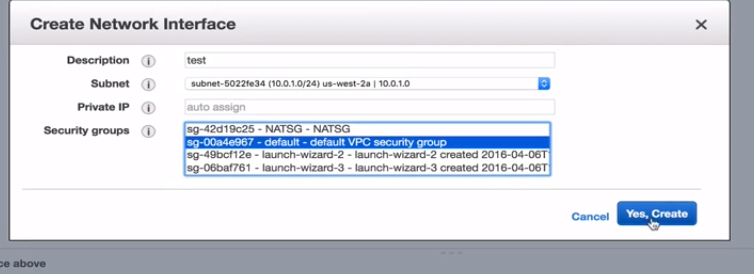 Create Network Interface
Description test
Subnet subnet-5022fe34 (10.0.1.0/24) us-west-2a | 10.0.1.0
Private IP auto assign
Security groups
sg-42d19c25 - NATSG - NATSG
sg-00a4e967 - default - default VPC security group
sg-49bcf12e - launch-wizard-2 - launch-wizard-2 created 2016-04-06T
sg-06baf761 - launch-wizard-3 - launch-wizard-3 created 2016-04-06T
Cancel Yes, Create
ce above